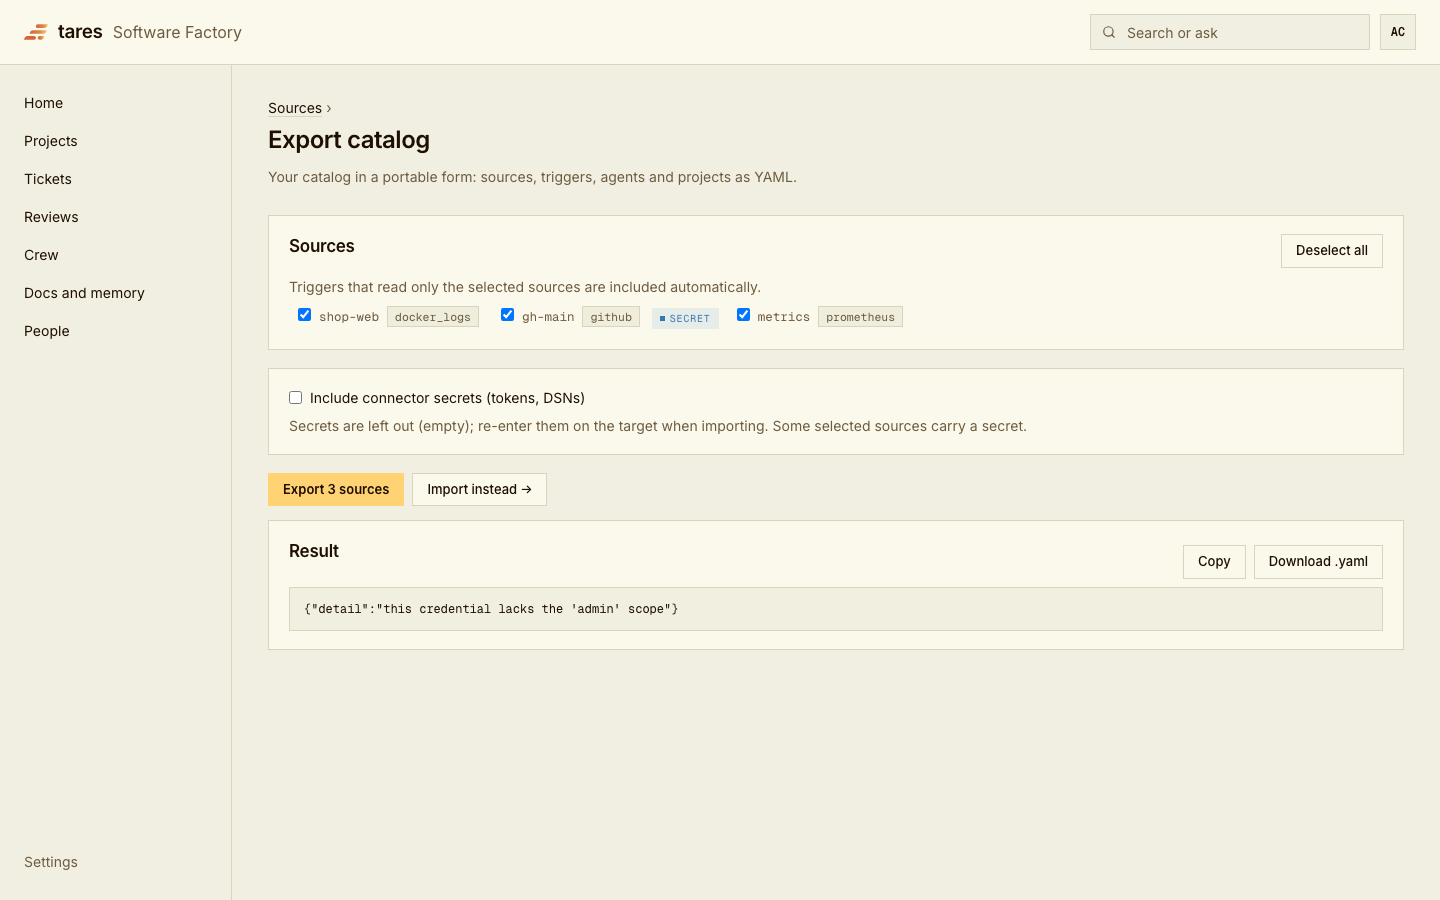 tares Software Factory
Search or ask
AC
Home
Projects
Tickets
Reviews
Crew
Docs and memory
People
Settings
Sources ›
Export catalog
Your catalog in a portable form: sources, triggers, agents and projects as YAML.
Sources
Deselect all
Triggers that read only the selected sources are included automatically.
shop-web docker_logs gh-main github SECRET metrics prometheus
Include connector secrets (tokens, DSNs)
Secrets are left out (empty); re-enter them on the target when importing. Some selected sources carry a secret.
Export 3 sources Import instead →
Result
Copy Download .yaml
{"detail":"this credential lacks the 'admin' scope"}